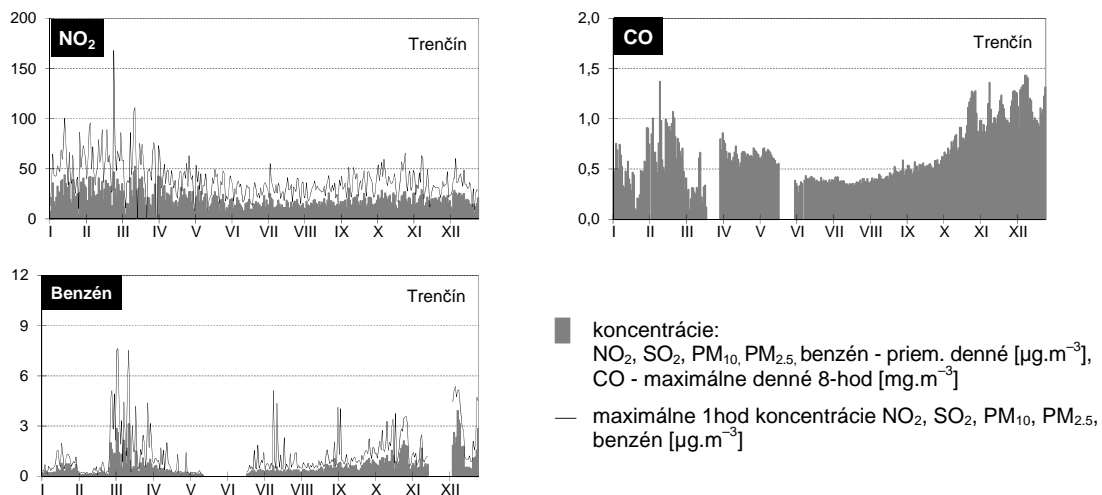 200
150
100
50
0
NO₂
Trenčín
I II III IV V VI VII VIII IX X XI XII
2,0
1,5
1,0
0,5
0,0
CO
Trenčín
I II III IV V VI VII VIII IX X XI XII
12
9
6
3
0
Benzén
Trenčín
I II III IV V VI VII VIII IX X XI XII
koncentrácie:
NO₂, SO₂, PM₁₀, PM₂.₅, benzén - priem. denné [µg.m⁻³],
CO - maximálne denné 8-hod [mg.m⁻³]
maximálne 1hod koncentrácie NO₂, SO₂, PM₁₀, PM₂.₅,
benzén [µg.m⁻³]